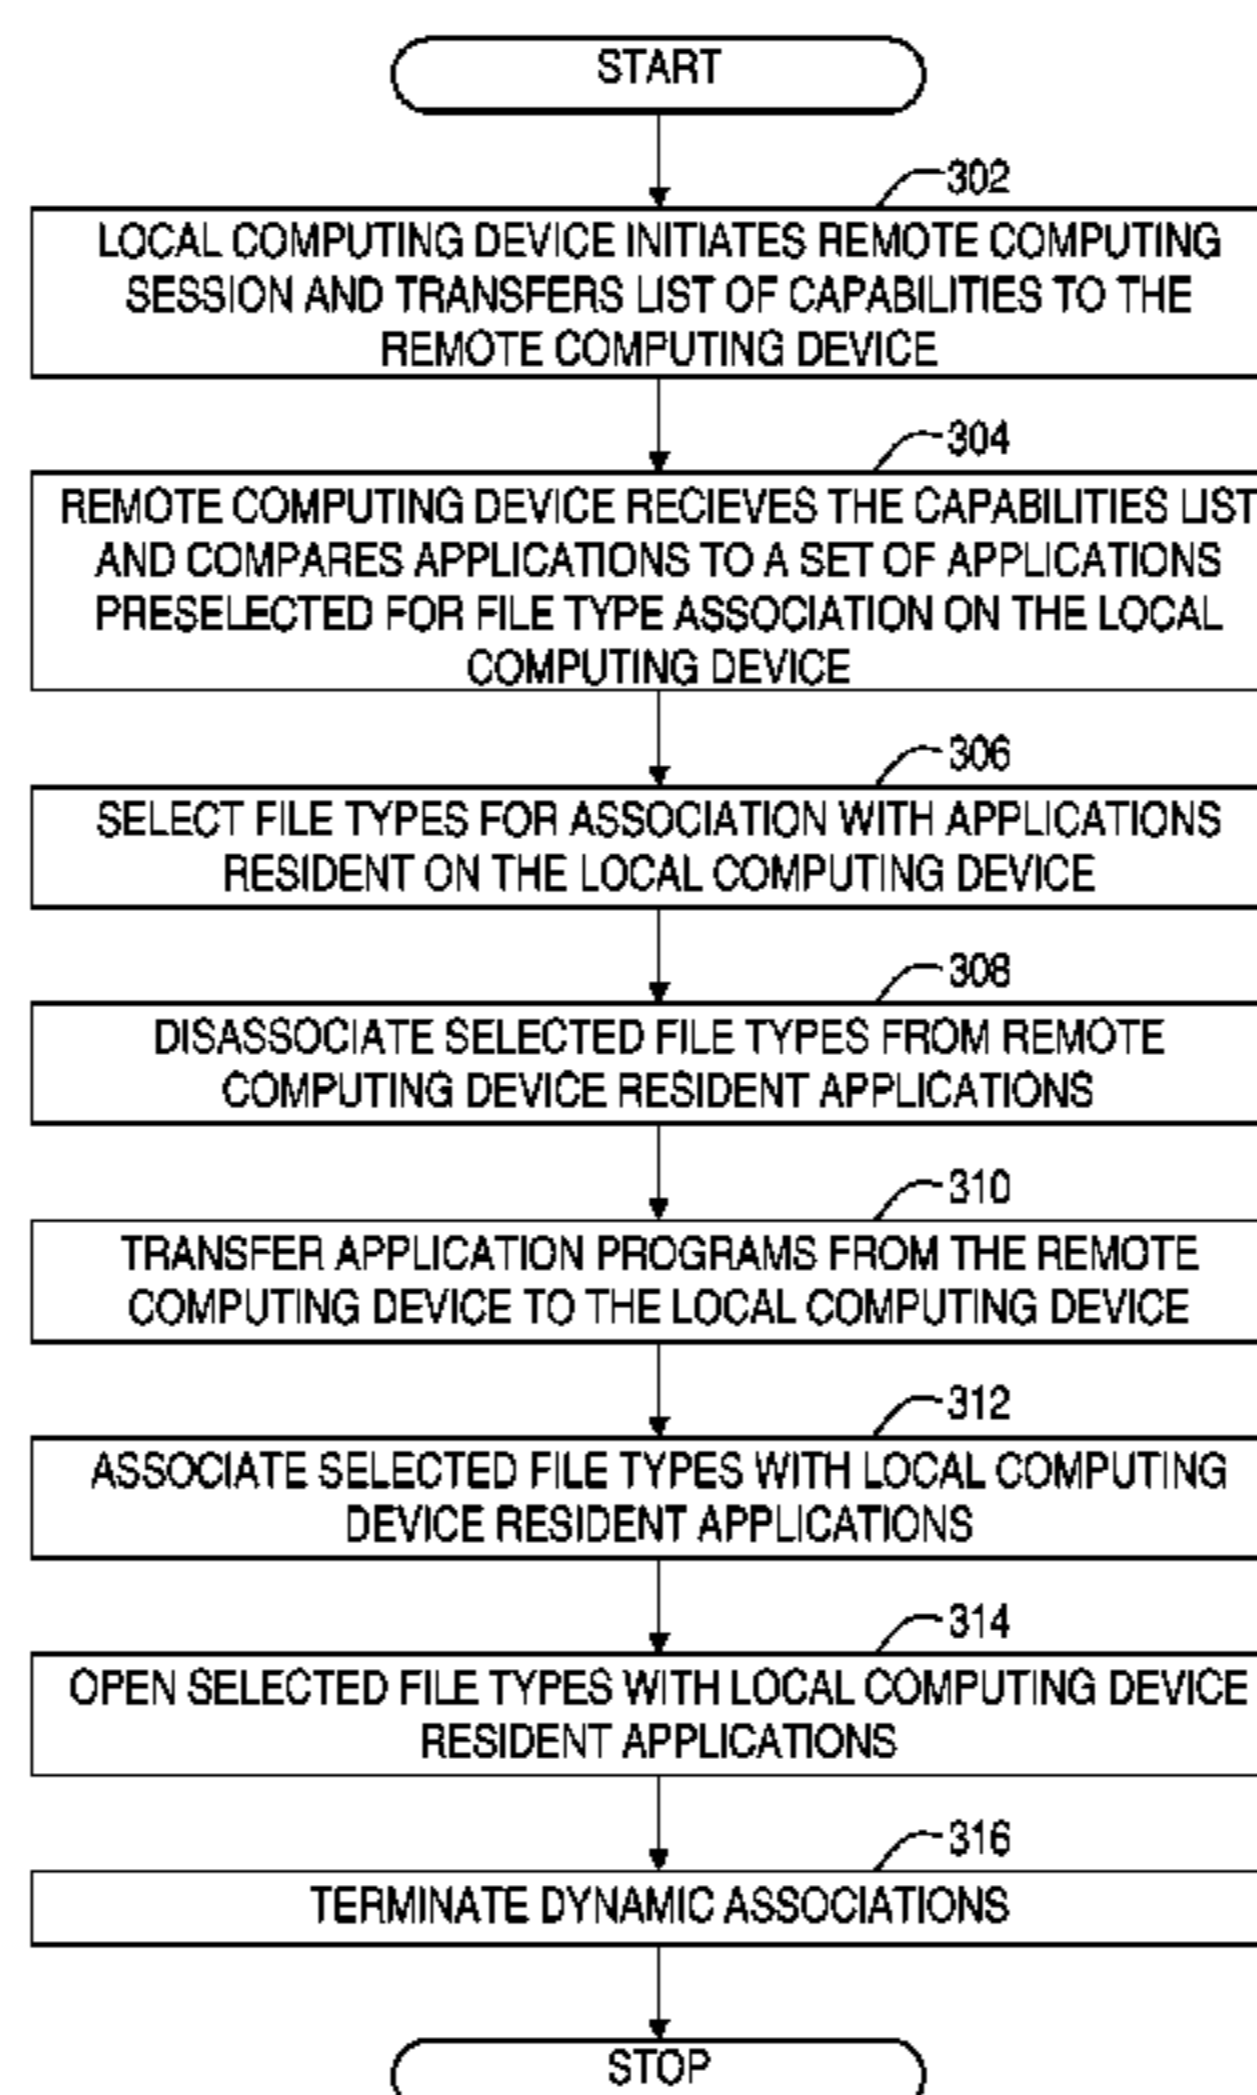 START
302
LOCAL COMPUTING DEVICE INITIATES REMOTE COMPUTING
SESSION AND TRANSFERS LIST OF CAPABILITIES TO THE
REMOTE COMPUTING DEVICE
304
REMOTE COMPUTING DEVICE RECIEVES THE CAPABILITIES LIST
AND COMPARES APPLICATIONS TO A SET OF APPLICATIONS
PRESELECTED FOR FILE TYPE ASSOCIATION ON THE LOCAL
COMPUTING DEVICE
306
SELECT FILE TYPES FOR ASSOCIATION WITH APPLICATIONS
RESIDENT ON THE LOCAL COMPUTING DEVICE
308
DISASSOCIATE SELECTED FILE TYPES FROM REMOTE
COMPUTING DEVICE RESIDENT APPLICATIONS
310
TRANSFER APPLICATION PROGRAMS FROM THE REMOTE
COMPUTING DEVICE TO THE LOCAL COMPUTING DEVICE
312
ASSOCIATE SELECTED FILE TYPES WITH LOCAL COMPUTING
DEVICE RESIDENT APPLICATIONS
314
OPEN SELECTED FILE TYPES WITH LOCAL COMPUTING DEVICE
RESIDENT APPLICATIONS
316
TERMINATE DYNAMIC ASSOCIATIONS
STOP